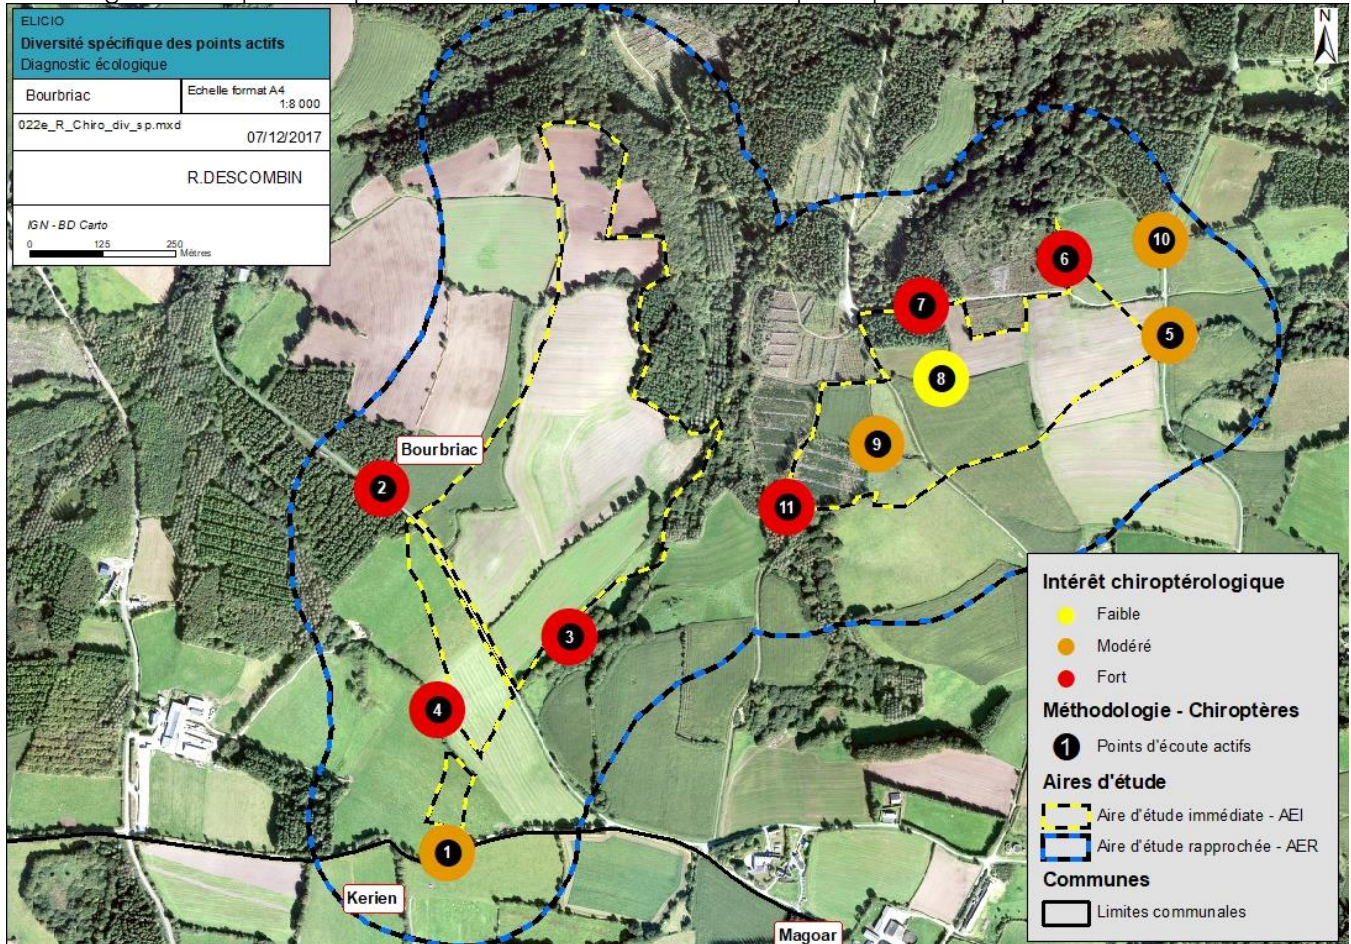 ELICIO
Diversité spécifique des points actifs
Diagnostic écologique
Bourbriac
Echelle format A4
1:8 000
022e_R_Chiro_div_sp.mxd
07/12/2017
R.DESCOMBIN
IGN - BD Carto
0 125 250
Mètres
N
10
6
7
5
8
9
Bourbriac
2
11
3
4
1
Kerien
Magoar
Intérêt chiroptérologique
Faible
Modéré
Fort
Méthodologie - Chiroptères
1 Points d'écoute actifs
Aires d'étude
Aire d'étude immédiate - AEI
Aire d'étude rapprochée - AER
Communes
Limites communales